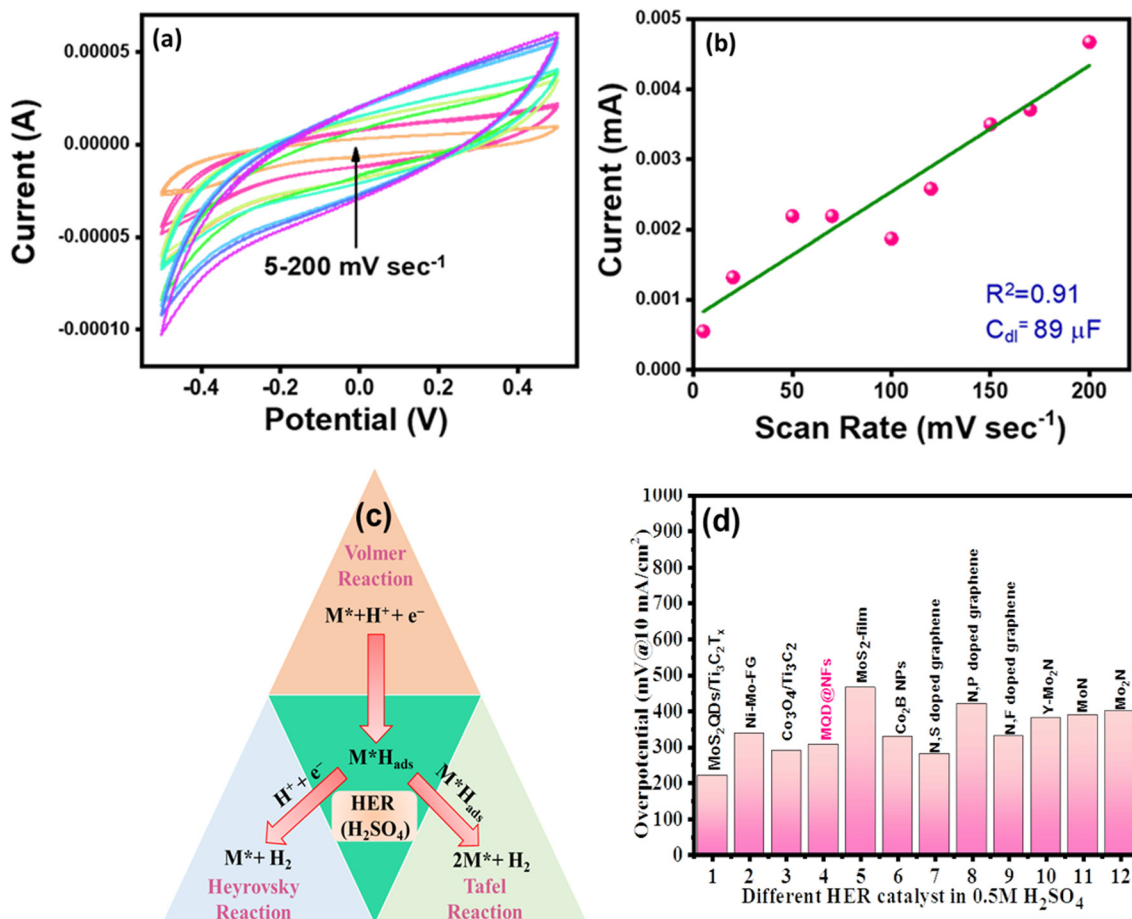 (a)
Current (A)
0.00005
0.00000
-0.00005
-0.00010
5-200 mV sec⁻¹
-0.4
-0.2
0.0
0.2
0.4
Potential (V)
(b)
Current (mA)
0.005
0.004
0.003
0.002
0.001
0.000
R²=0.91
C_dl= 89 μF
50
100
150
200
Scan Rate (mV sec⁻¹)
(c)
Volmer
Reaction
M*+H⁺+ e⁻
M*H_ads
H⁺+ e⁻
M*H_ads
HER
(H₂SO₄)
M*+ H₂
Heyrovsky
Reaction
2M*+ H₂
Tafel
Reaction
(d)
Overpotential (mV@10 mA/cm²)
1000
900
800
700
600
500
400
300
200
100
0
MoS₂QDs/Ti₃C₂Tₓ
Ni-Mo-FG
Co₃O₄/Ti₃C₂
MQD@NFs
MoS₂-film
Co₂B NPs
N,S doped graphene
N,P doped graphene
N,F doped graphene
Y-Mo₂N
MoN
Mo₂N
1 2 3 4 5 6 7 8 9 10 11 12
Different HER catalyst in 0.5M H₂SO₄